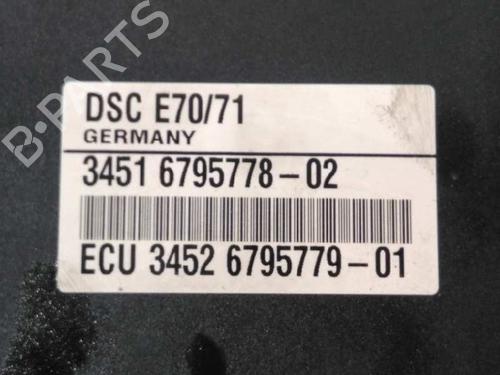 B-PARTS
DSC E70/71
GERMANY
3451 6795778-02
ECU 3452 6795779-01